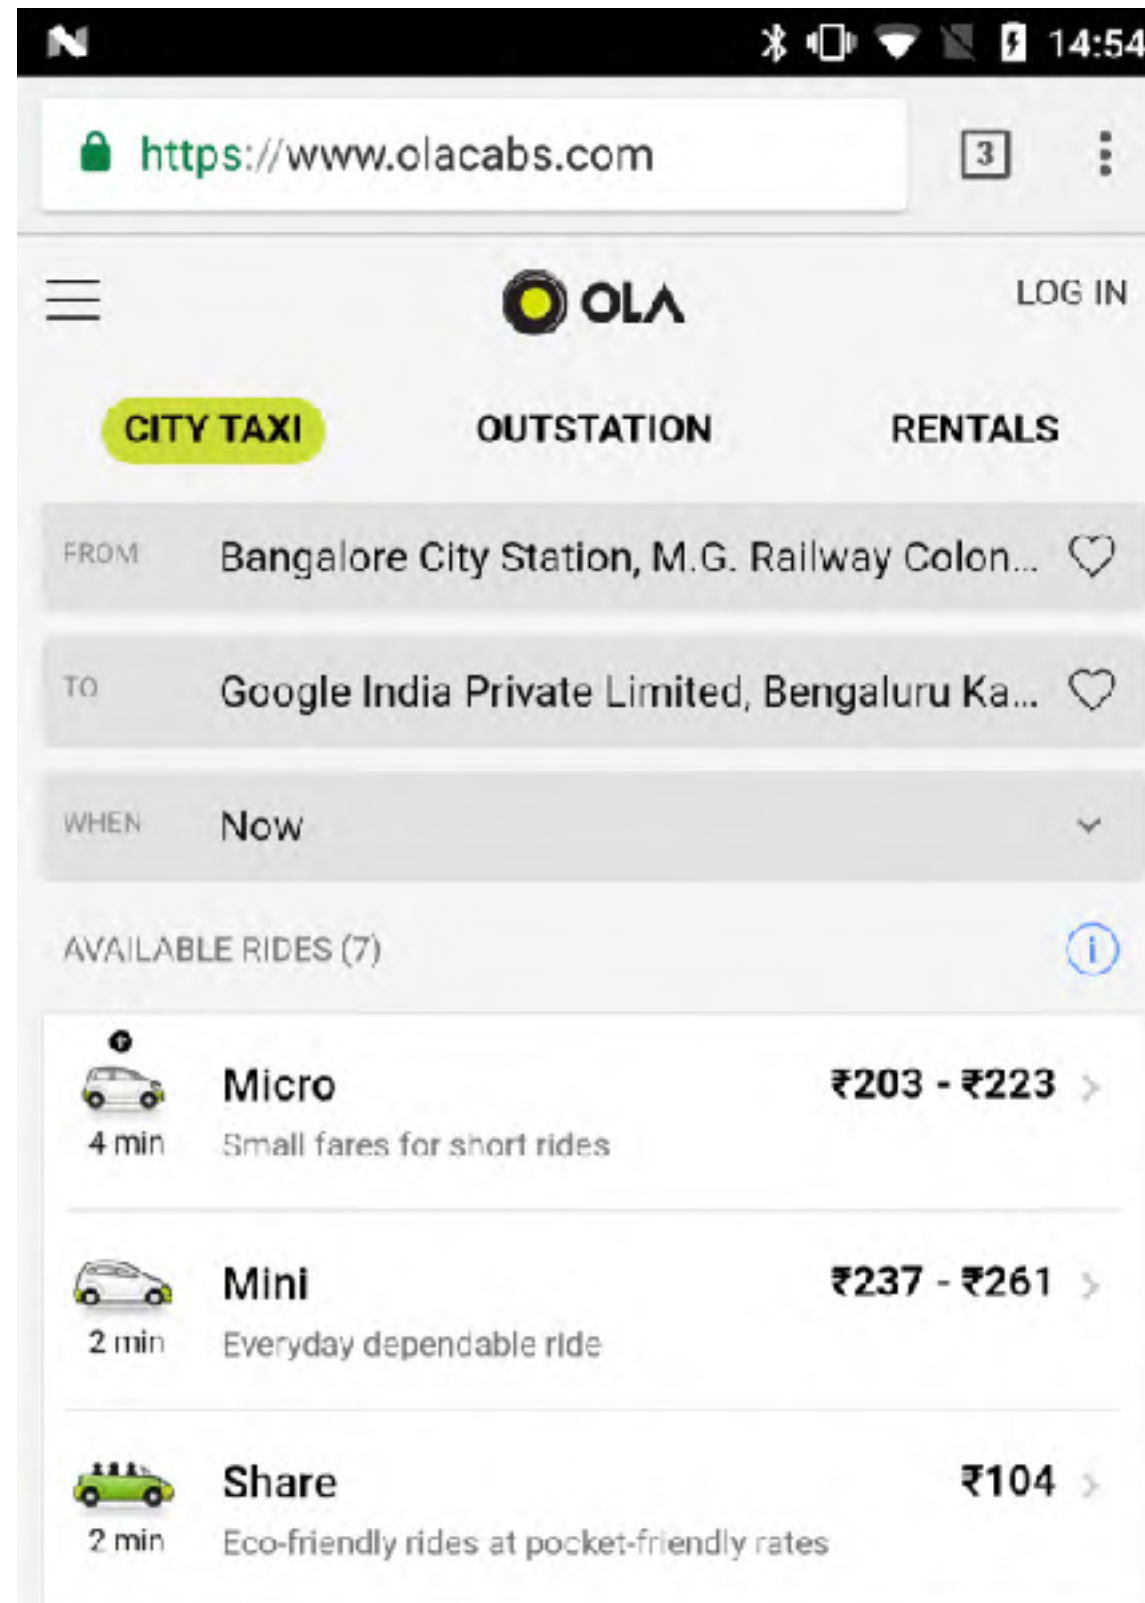 14:54
https://www.olacabs.com
3
OLA
LOG IN
CITY TAXI OUTSTATION RENTALS
FROM Bangalore City Station, M.G. Railway Colon...
TO Google India Private Limited, Bengaluru Ka...
WHEN Now
AVAILABLE RIDES (7)
i
Micro ₹203 - ₹223
4 min Small fares for short rides
Mini ₹237 - ₹261
2 min Everyday dependable ride
Share ₹104
2 min Eco-friendly rides at pocket-friendly rates